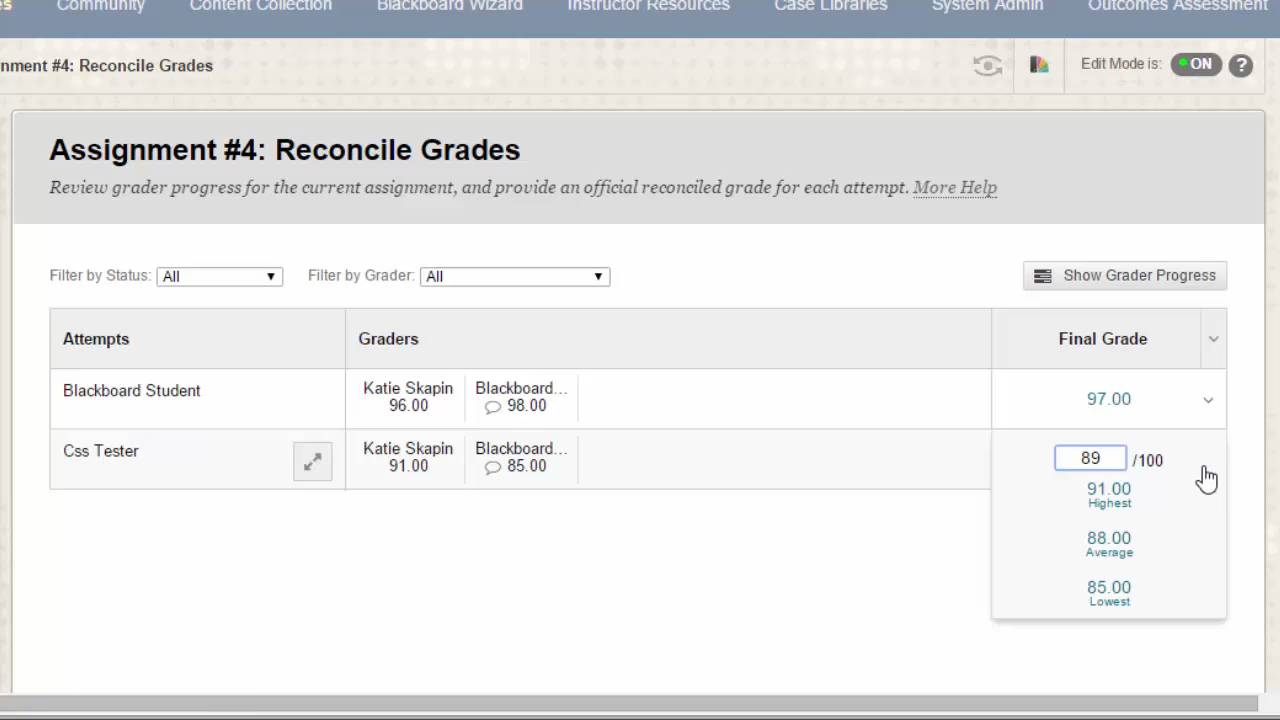 es Community Content Collection Blackboard Wizard Instructor Resources Case Libraries System Admin Outcomes Assessment
nment #4: Reconcile Grades Edit Mode is: ON ?
Assignment #4: Reconcile Grades
Review grader progress for the current assignment, and provide an official reconciled grade for each attempt. More Help
Filter by Status: All Filter by Grader: All Show Grader Progress
Attempts Graders Final Grade
Blackboard Student Katie Skapin Blackboard... 97.00
96.00 98.00
Css Tester Katie Skapin Blackboard... 89 /100
91.00 85.00
91.00
Highest
88.00
Average
85.00
Lowest